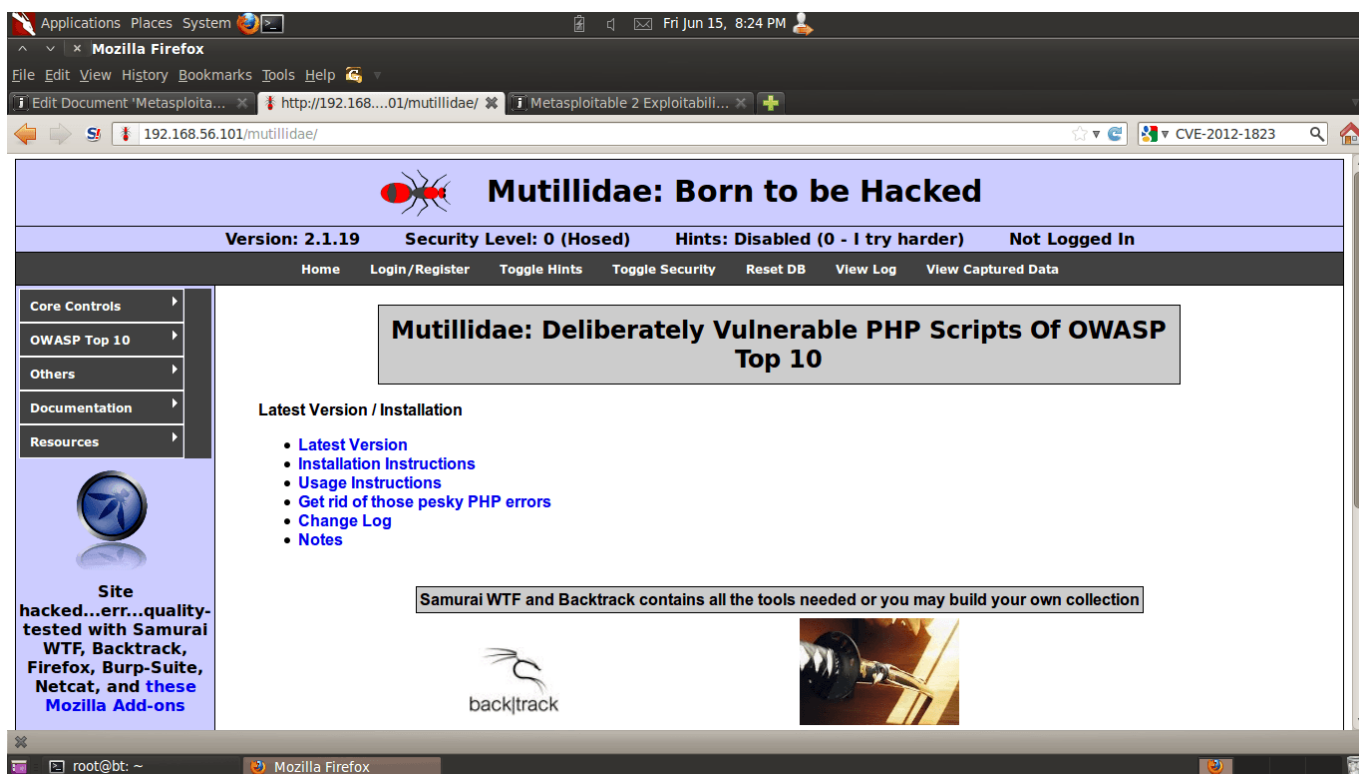 Applications Places System Fri Jun 15, 8:24 PM
Mozilla Firefox
File Edit View History Bookmarks Tools Help
Edit Document 'Metasploita... http://192.168....01/mutillidae/ Metasploitable 2 Exploitabili...
192.168.56.101/mutillidae/ CVE-2012-1823
Mutillidae: Born to be Hacked
Version: 2.1.19 Security Level: 0 (Hosed) Hints: Disabled (0 - I try harder) Not Logged In
Home Login/Register Toggle Hints Toggle Security Reset DB View Log View Captured Data
Core Controls
OWASP Top 10
Others
Documentation
Resources
Site
hacked...err...quality-
tested with Samurai
WTF, Backtrack,
Firefox, Burp-Suite,
Netcat, and these
Mozilla Add-ons
Mutillidae: Deliberately Vulnerable PHP Scripts Of OWASP
Top 10
Latest Version / Installation
Latest Version
Installation Instructions
Usage Instructions
Get rid of those pesky PHP errors
Change Log
Notes
Samurai WTF and Backtrack contains all the tools needed or you may build your own collection
back|track
root@bt: ~ Mozilla Firefox